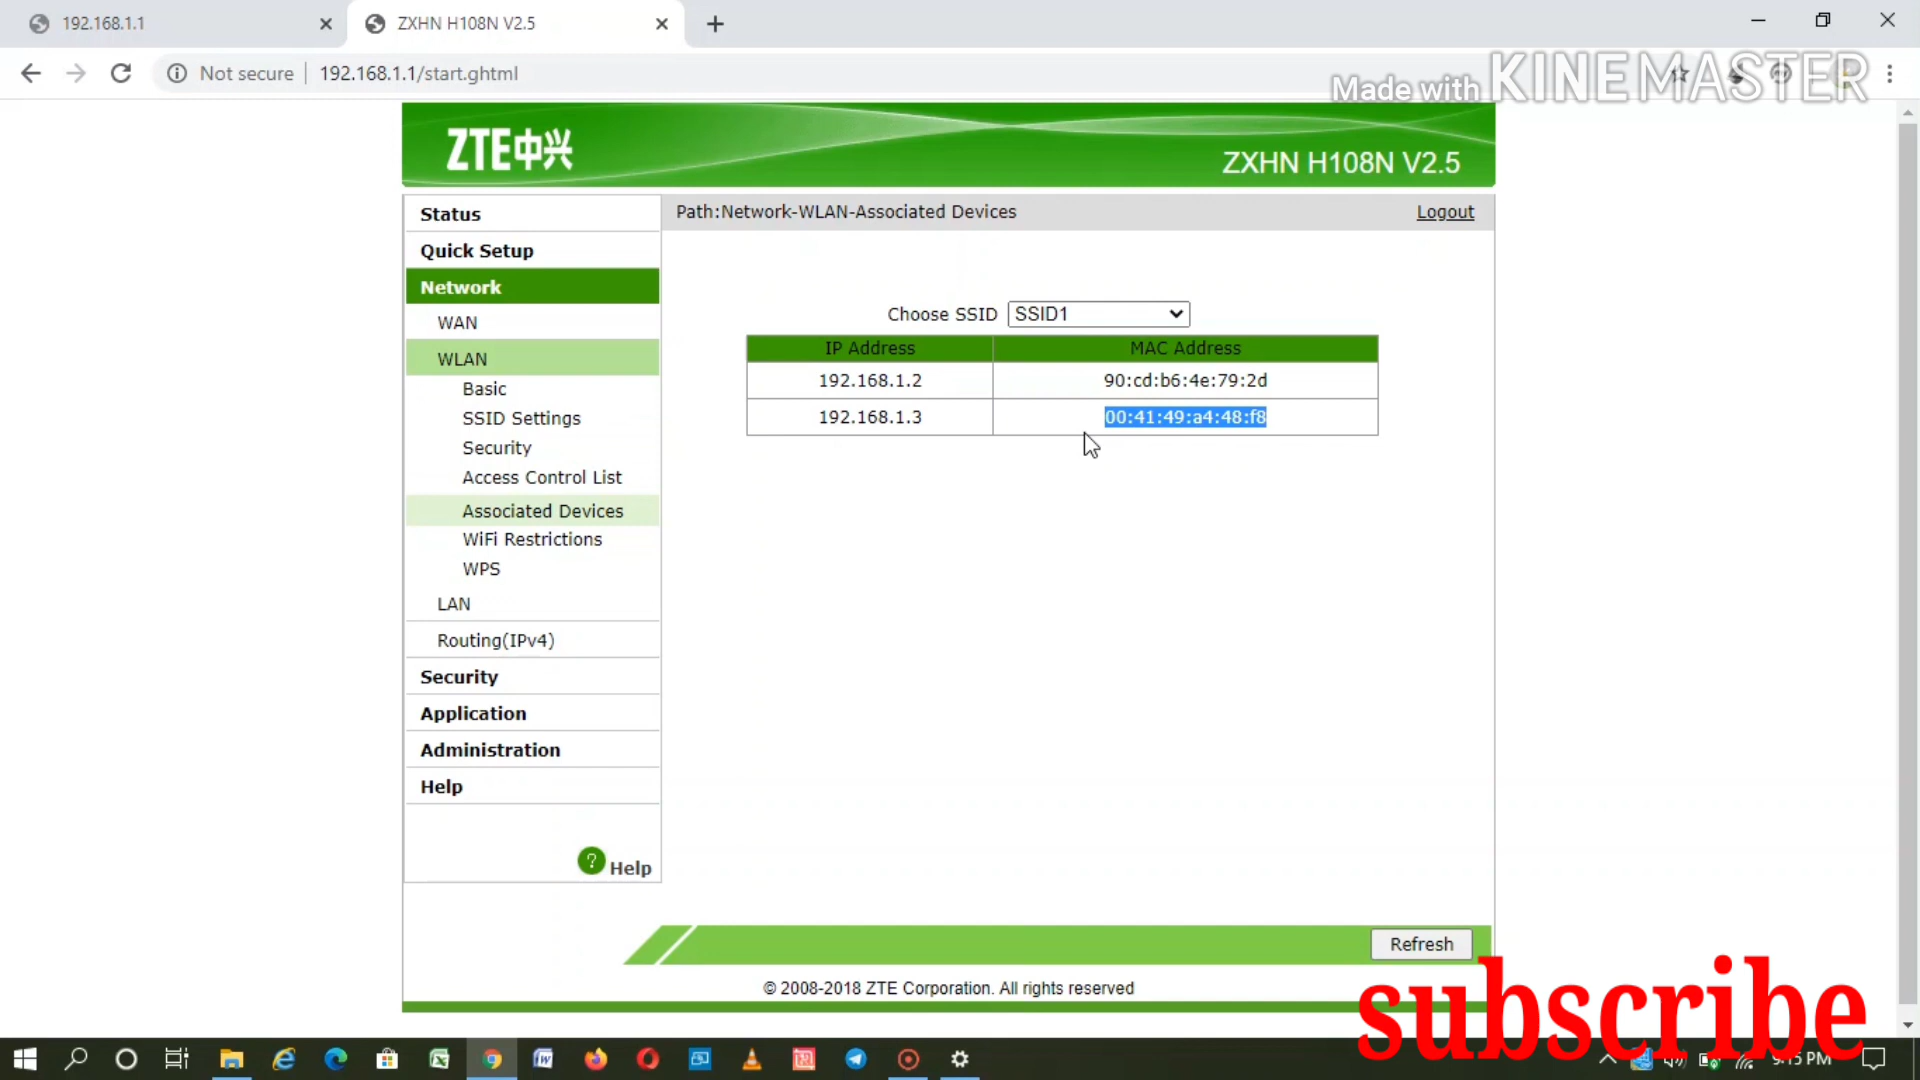 192.168.1.1
ZXHN H108N V2.5
Not secure
192.168.1.1/start.ghtml
Made with KINEMASTER
ZTE中兴
ZXHN H108N V2.5
Status
Quick Setup
Network
WAN
WLAN
Basic
SSID Settings
Security
Access Control List
Associated Devices
WiFi Restrictions
WPS
LAN
Routing(IPv4)
Security
Application
Administration
Help
? Help
Path:Network-WLAN-Associated Devices
Logout
Choose SSID SSID1
IP Address MAC Address
192.168.1.2 90:cd:b6:4e:79:2d
192.168.1.3 00:41:49:a4:48:f8
Refresh
© 2008-2018 ZTE Corporation. All rights reserved
subscribe
9:15 PM